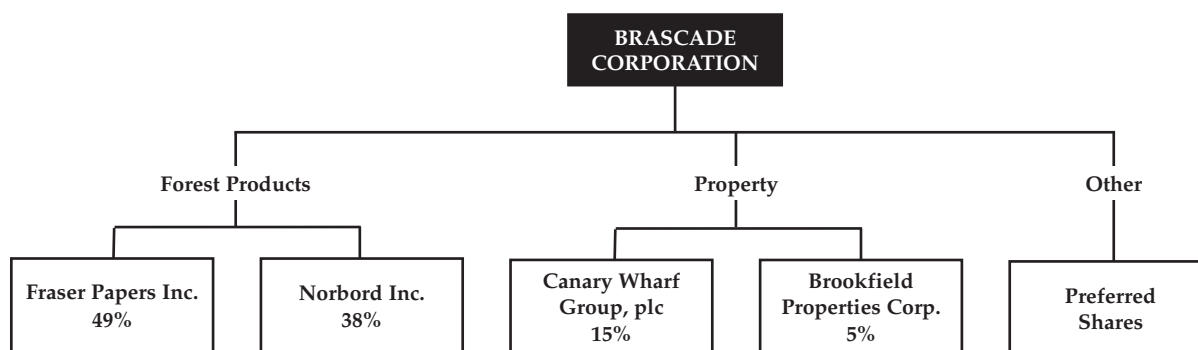 BRASCADE
CORPORATION
Forest Products
Property
Other
Fraser Papers Inc.
49%
Norbord Inc.
38%
Canary Wharf
Group, plc
15%
Brookfield
Properties Corp.
5%
Preferred
Shares